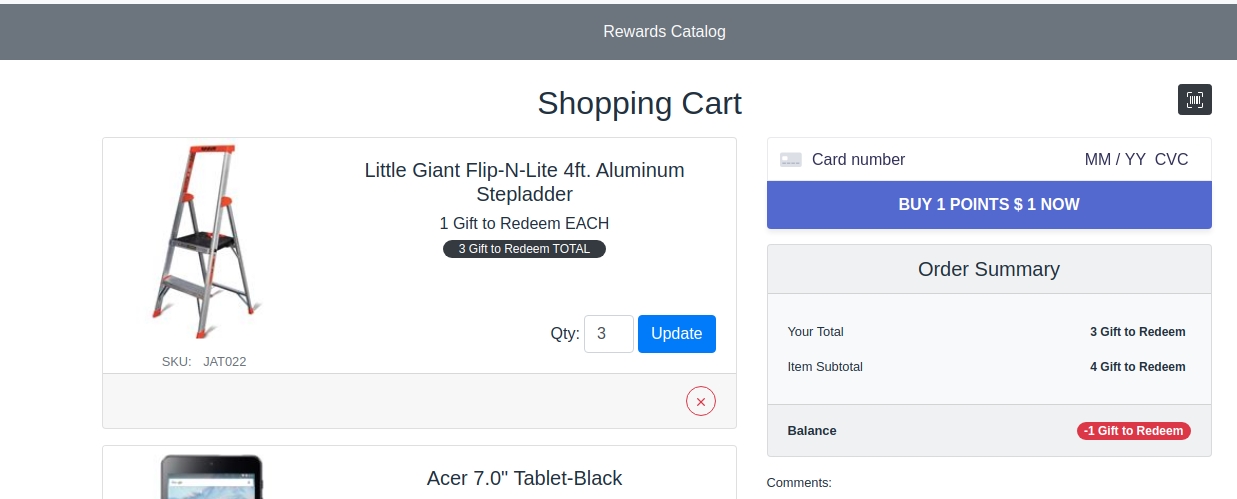 Rewards Catalog
Shopping Cart
Little Giant Flip-N-Lite 4ft. Aluminum
Stepladder
1 Gift to Redeem EACH
3 Gift to Redeem TOTAL
Qty: 3 Update
SKU: JAT022
Acer 7.0" Tablet-Black
Card number MM / YY CVC
BUY 1 POINTS $ 1 NOW
Order Summary
Your Total 3 Gift to Redeem
Item Subtotal 4 Gift to Redeem
Balance -1 Gift to Redeem
Comments: